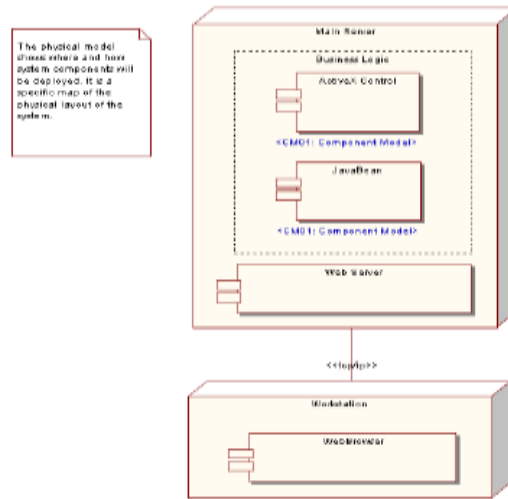 Main Server
The physical model
shows where and how
system components will
be deployed. It is a
specific map of the
physical layout of the
system.
Business Logic
ActiveX Control
<CM01: Component Model>
JavaBean
<CM01: Component Model>
Web Server
<<tcp/ip>>
Workstation
WebBrowser